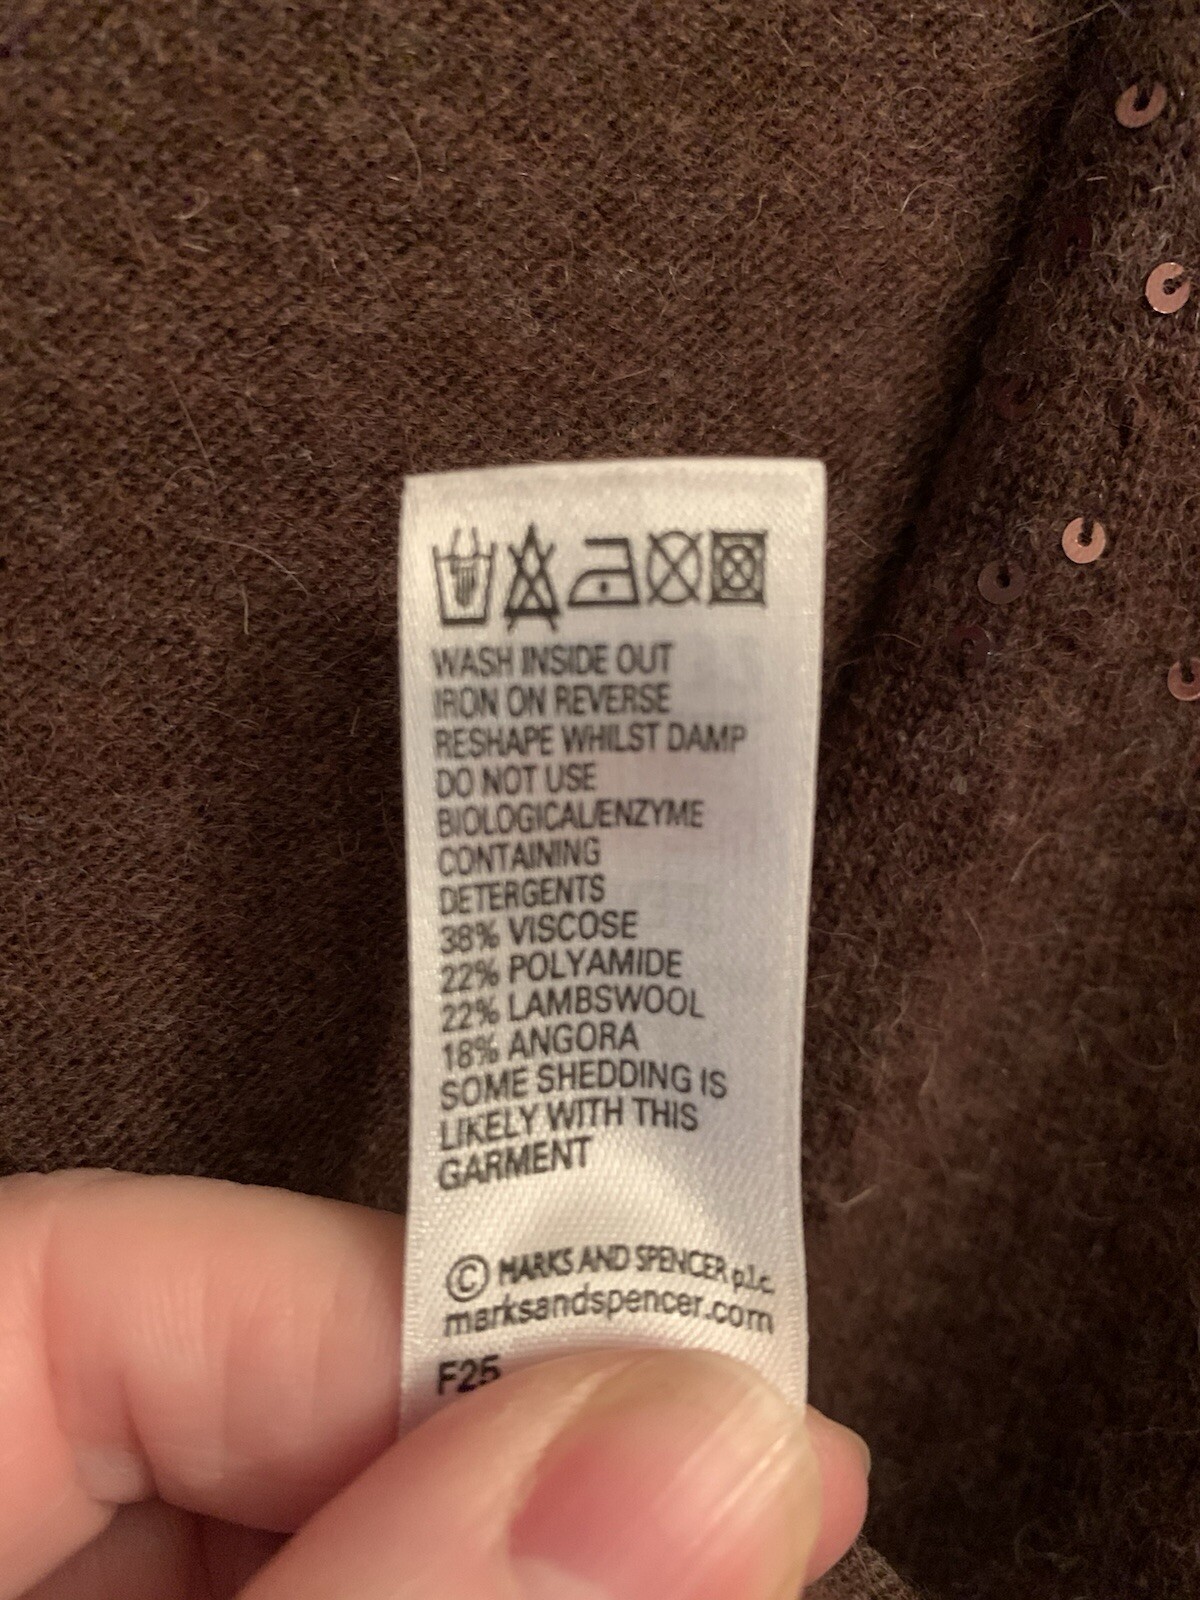 WASH INSIDE OUT
IRON ON REVERSE
RESHAPE WHILST DAMP
DO NOT USE
BIOLOGICAL/ENZYME
CONTAINING
DETERGENTS
38% VISCOSE
22% POLYAMIDE
22% LAMBSWOOL
18% ANGORA
SOME SHEDDING IS
LIKELY WITH THIS
GARMENT
© MARKS AND SPENCER p.l.c.
marksandspencer.com
F25